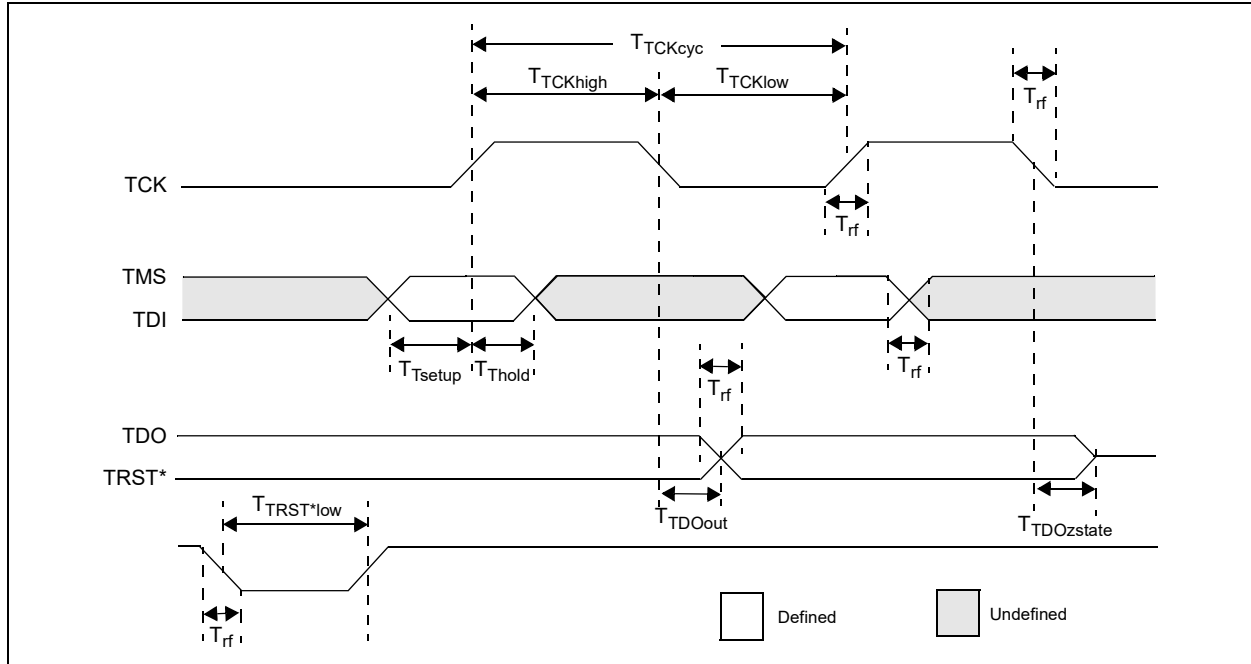 TTCKcyc
TTCKhigh
TTCKlow
Trf
TCK
Trf
TMS
TDI
TTsetup
TThold
Trf
Trf
TDO
TRST*
TTRST*low
TTDOout
TTDOzstate
Trf
Defined
Undefined